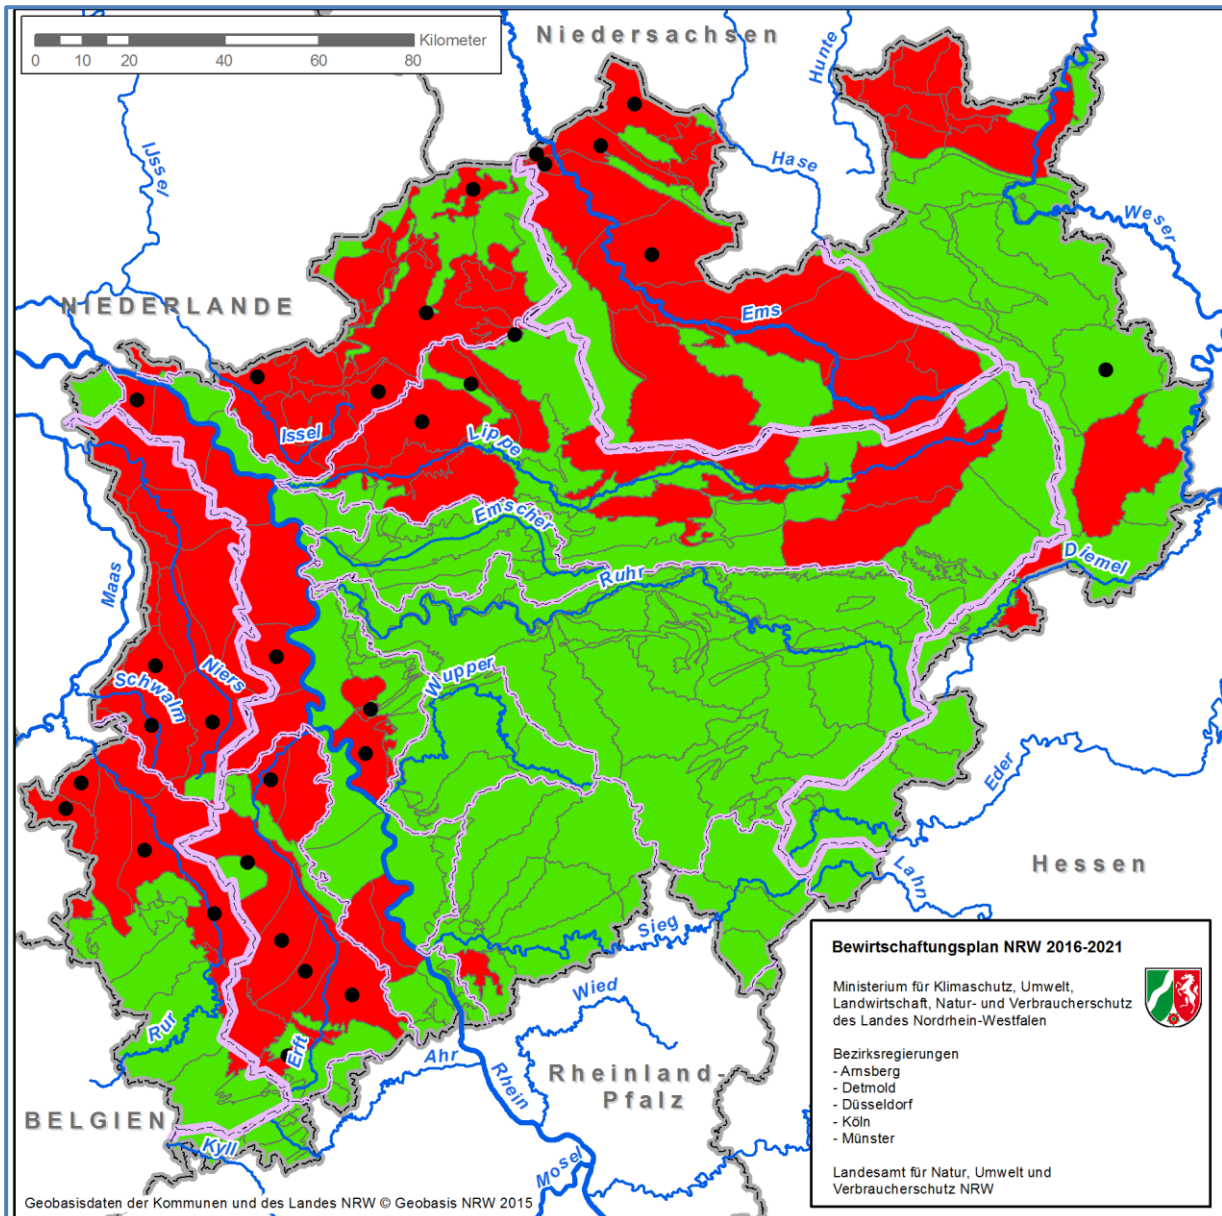 Kilometer
0 10 20 40 60 80
Niedersachsen
Hunte
IJssel
Hase
Weser
NIEDERLANDE
Ems
Issel
Lippe
Emscher
Maas
Ruhr
Diemel
Niers
Schwalm
Wupper
Eder
Hessen
Lahn
Sieg
Wied
Rur
Erft
Ahr
Rhein
Rheinland-
Pfalz
BELGIEN
Kyll
Mosel
Bewirtschaftungsplan NRW 2016-2021
Ministerium für Klimaschutz, Umwelt,
Landwirtschaft, Natur- und Verbraucherschutz
des Landes Nordrhein-Westfalen
Bezirksregierungen
- Arnsberg
- Detmold
- Düsseldorf
- Köln
- Münster
Landesamt für Natur, Umwelt und
Verbraucherschutz NRW
Geobasisdaten der Kommunen und des Landes NRW © Geobasis NRW 2015